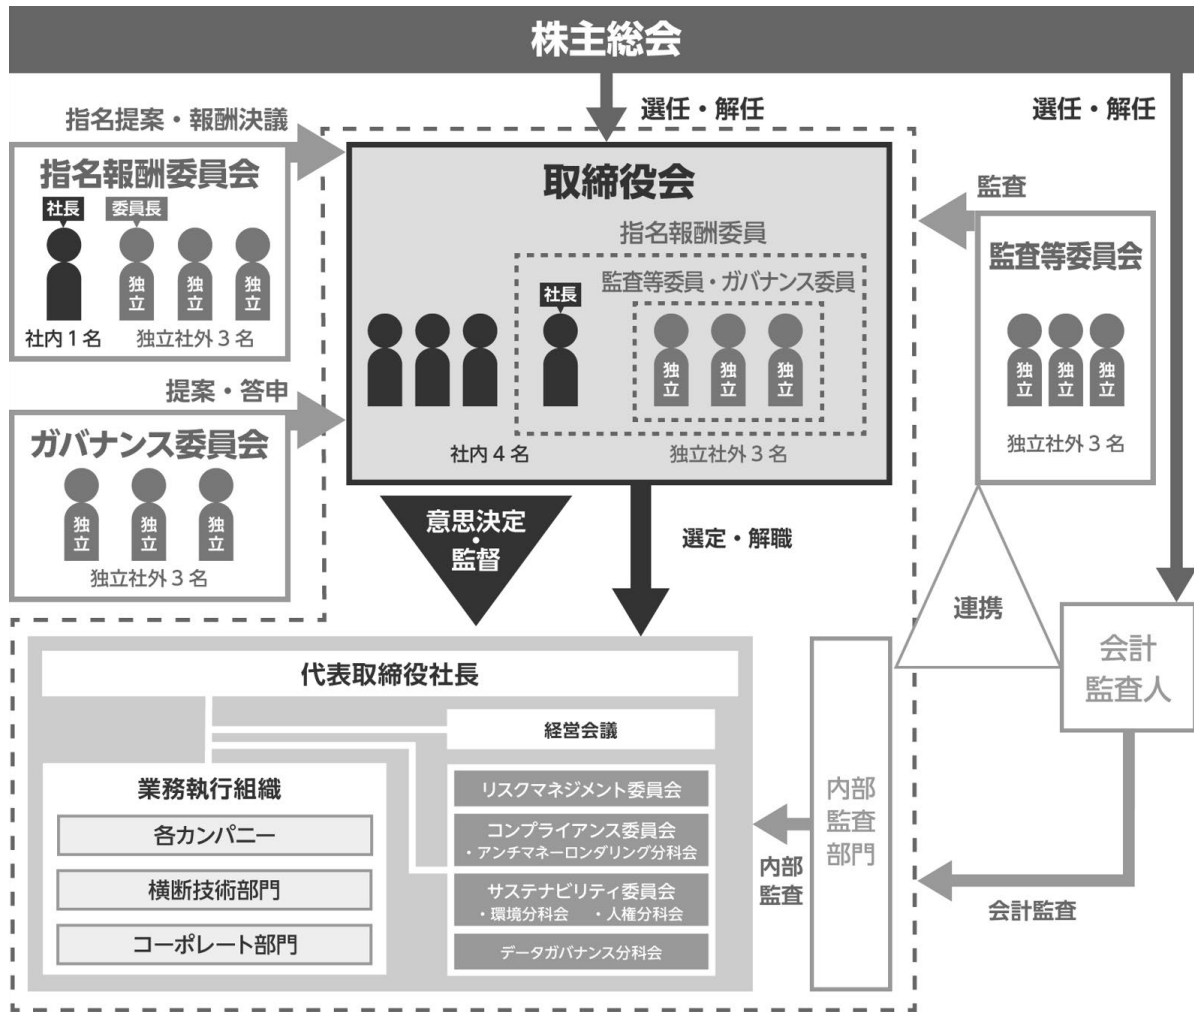 株主総会
選任・解任
選任・解任
指名提案・報酬決議
指名報酬委員会
社長
委員長
独立
独立
独立
社内1名
独立社外3名
提案・答申
ガバナンス委員会
独立
独立
独立
独立社外3名
取締役会
指名報酬委員
監査等委員・ガバナンス委員
社長
独立
独立
独立
社内4名
独立社外3名
監査
監査等委員会
独立
独立
独立
独立社外3名
意思決定
・
監督
選定・解職
連携
会計
監査人
代表取締役社長
経営会議
業務執行組織
各カンパニー
横断技術部門
コーポレート部門
リスクマネジメント委員会
コンプライアンス委員会
・アンチマネーロンダリング分科会
サステナビリティ委員会
・環境分科会 ・人権分科会
データガバナンス分科会
内部
監査
内部
監査
部門
会計監査